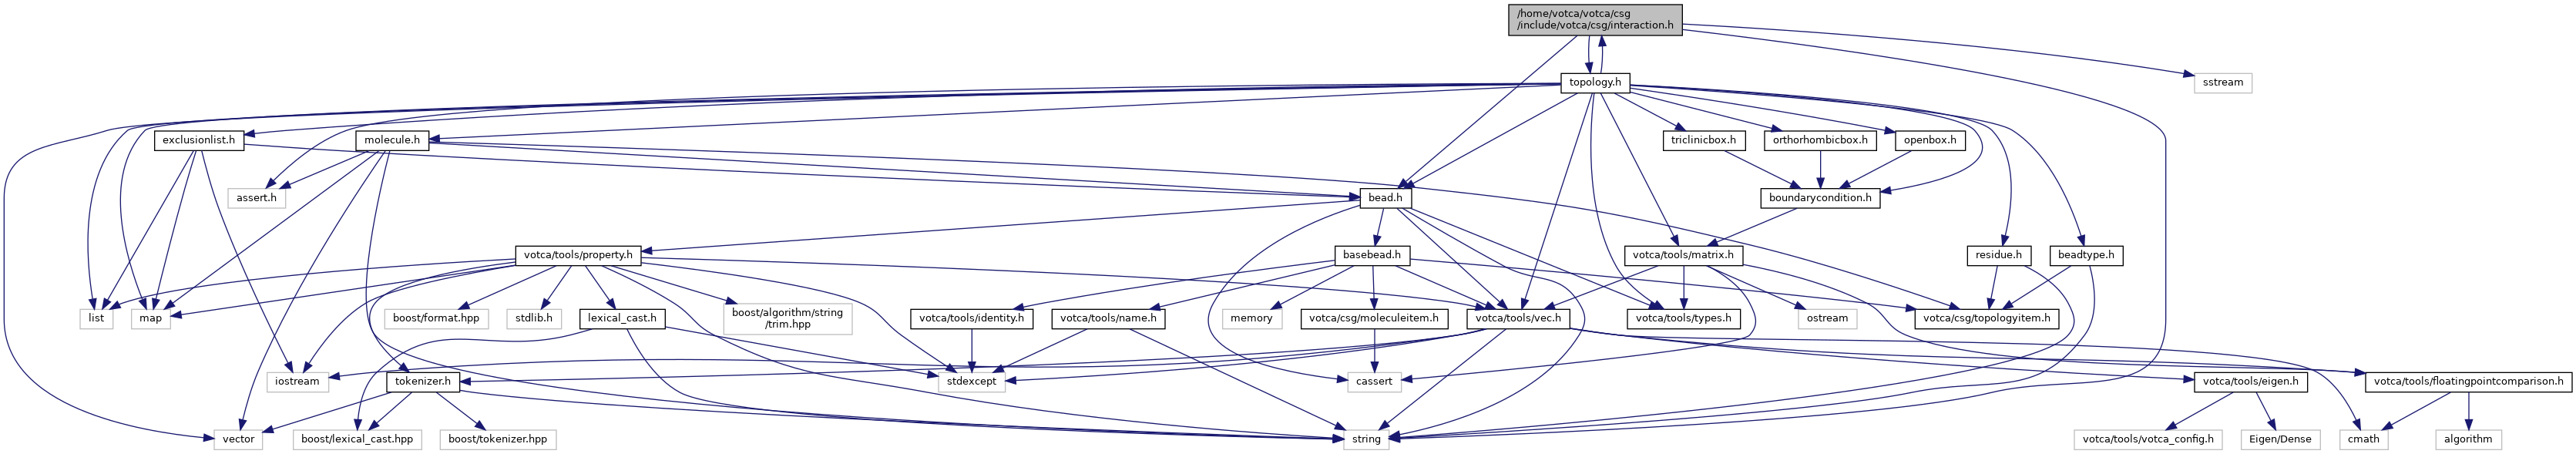 /home/votca/votca/csg
/include/votca/csg/interaction.h
topology.h
sstream
exclusionlist.h
molecule.h
triclinicbox.h
orthorhombicbox.h
openbox.h
assert.h
bead.h
boundarycondition.h
votca/tools/property.h
basebead.h
votca/tools/matrix.h
residue.h
beadtype.h
list
map
boost/format.hpp
stdlib.h
lexical_cast.h
boost/algorithm/string
/trim.hpp
votca/tools/identity.h
votca/tools/name.h
memory
votca/csg/moleculeitem.h
votca/tools/vec.h
votca/tools/types.h
ostream
votca/csg/topologyitem.h
iostream
tokenizer.h
stdexcept
cassert
votca/tools/eigen.h
votca/tools/floatingpointcomparison.h
vector
boost/lexical_cast.hpp
boost/tokenizer.hpp
string
votca/tools/votca_config.h
Eigen/Dense
cmath
algorithm